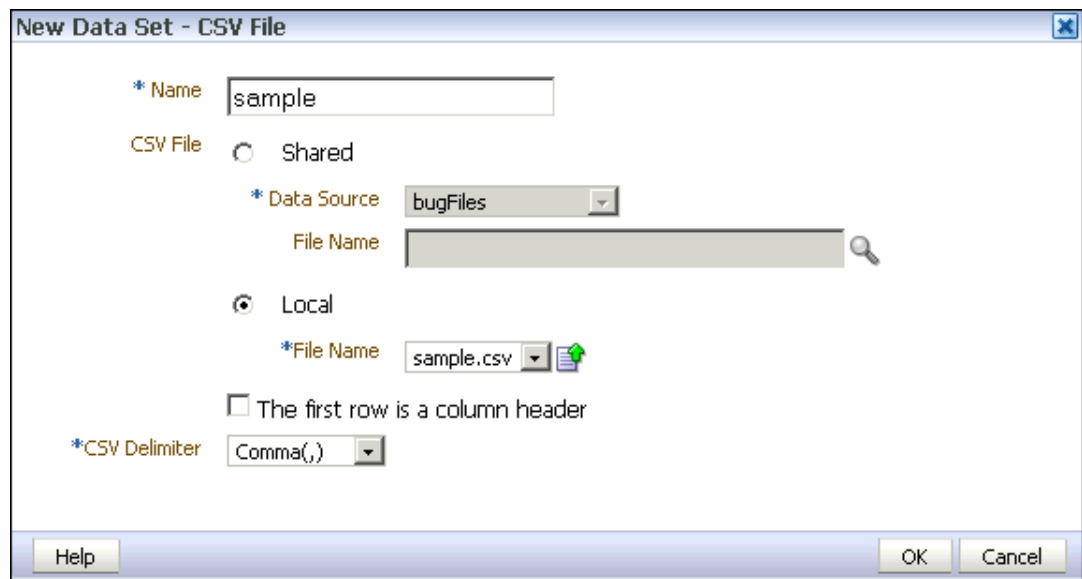 New Data Set - CSV File
* Name sample
CSV File Shared
* Data Source bugFiles
File Name
Local
*File Name sample.csv
The first row is a column header
*CSV Delimiter Comma(,)
Help OK Cancel